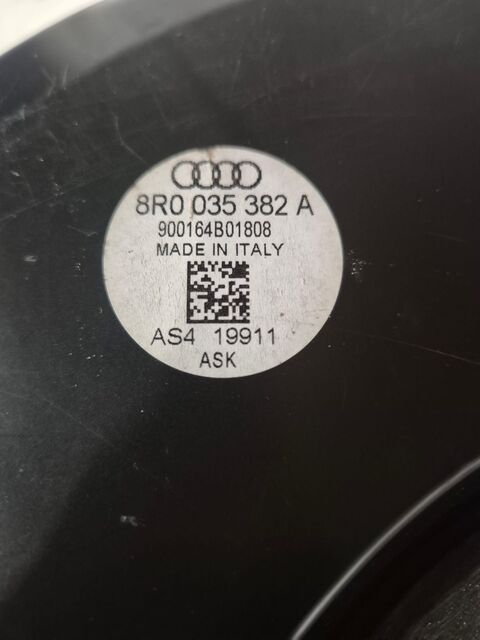 8R0 035 382 A
900164B01808
MADE IN ITALY
AS4 19911
ASK